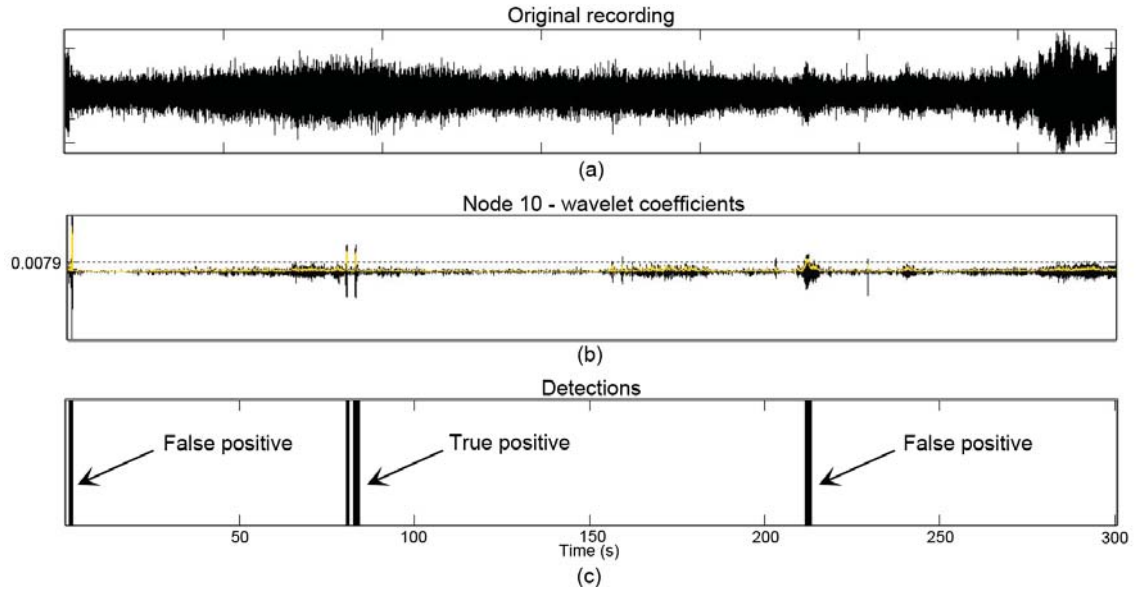 Original recording
(a)
Node 10 - wavelet coefficients
0.0079
(b)
Detections
False positive
True positive
False positive
50
100
150
200
250
300
Time (s)
(c)